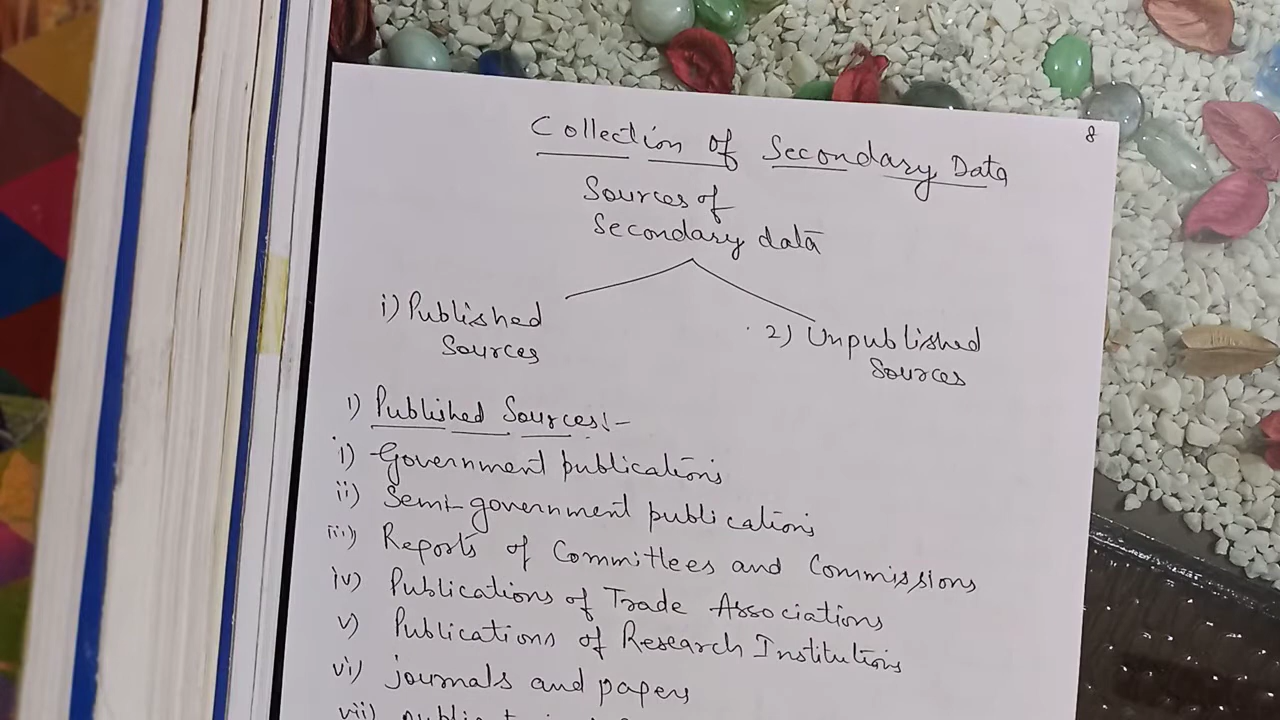 8
Collection of Secondary Data
Sources of
Secondary data
i) Published
Sources
2) Unpublished
Sources
1) Published Sources:-
i) Government publications
ii) Semi-government publications
iii) Reports of Committees and Commissions
iv) Publications of Trade Associations
v) Publications of Research Institutions
vi) journals and papers
vii)